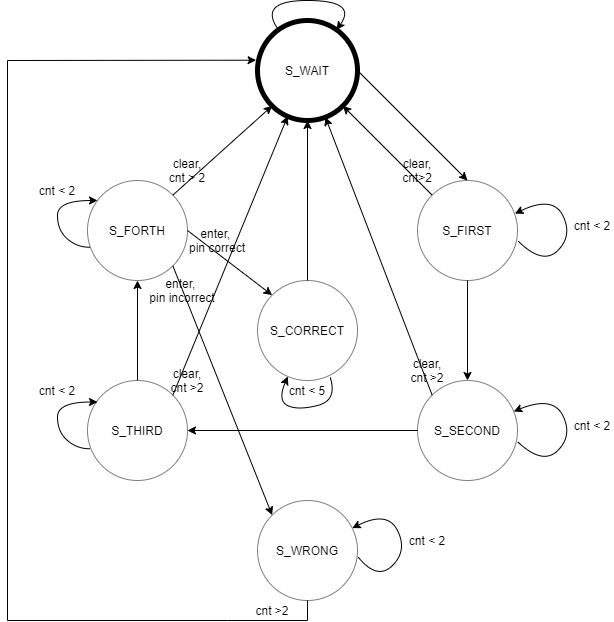 S_WAIT
clear,
cnt > 2
clear,
cnt>2
cnt < 2
S_FORTH
S_FIRST
cnt < 2
enter,
pin correct
enter,
pin incorrect
S_CORRECT
clear,
cnt >2
clear,
cnt >2
cnt < 2
cnt < 5
S_THIRD
S_SECOND
cnt < 2
S_WRONG
cnt < 2
cnt >2